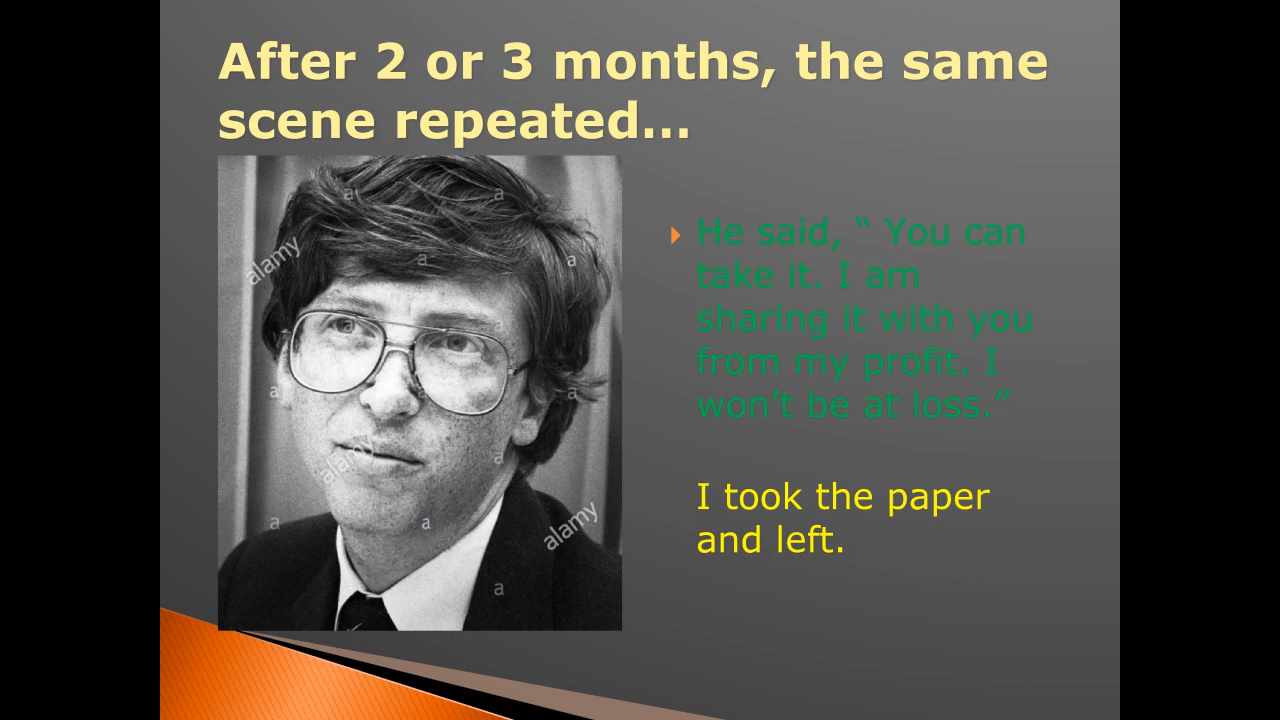 After 2 or 3 months, the same
scene repeated...
He said, “ You can
take it. I am
sharing it with you
from my profit. I
won’t be at loss.”
I took the paper
and left.
a
a
alamy
a
a
a
a
a
a
alamy
a
a
alamy
a